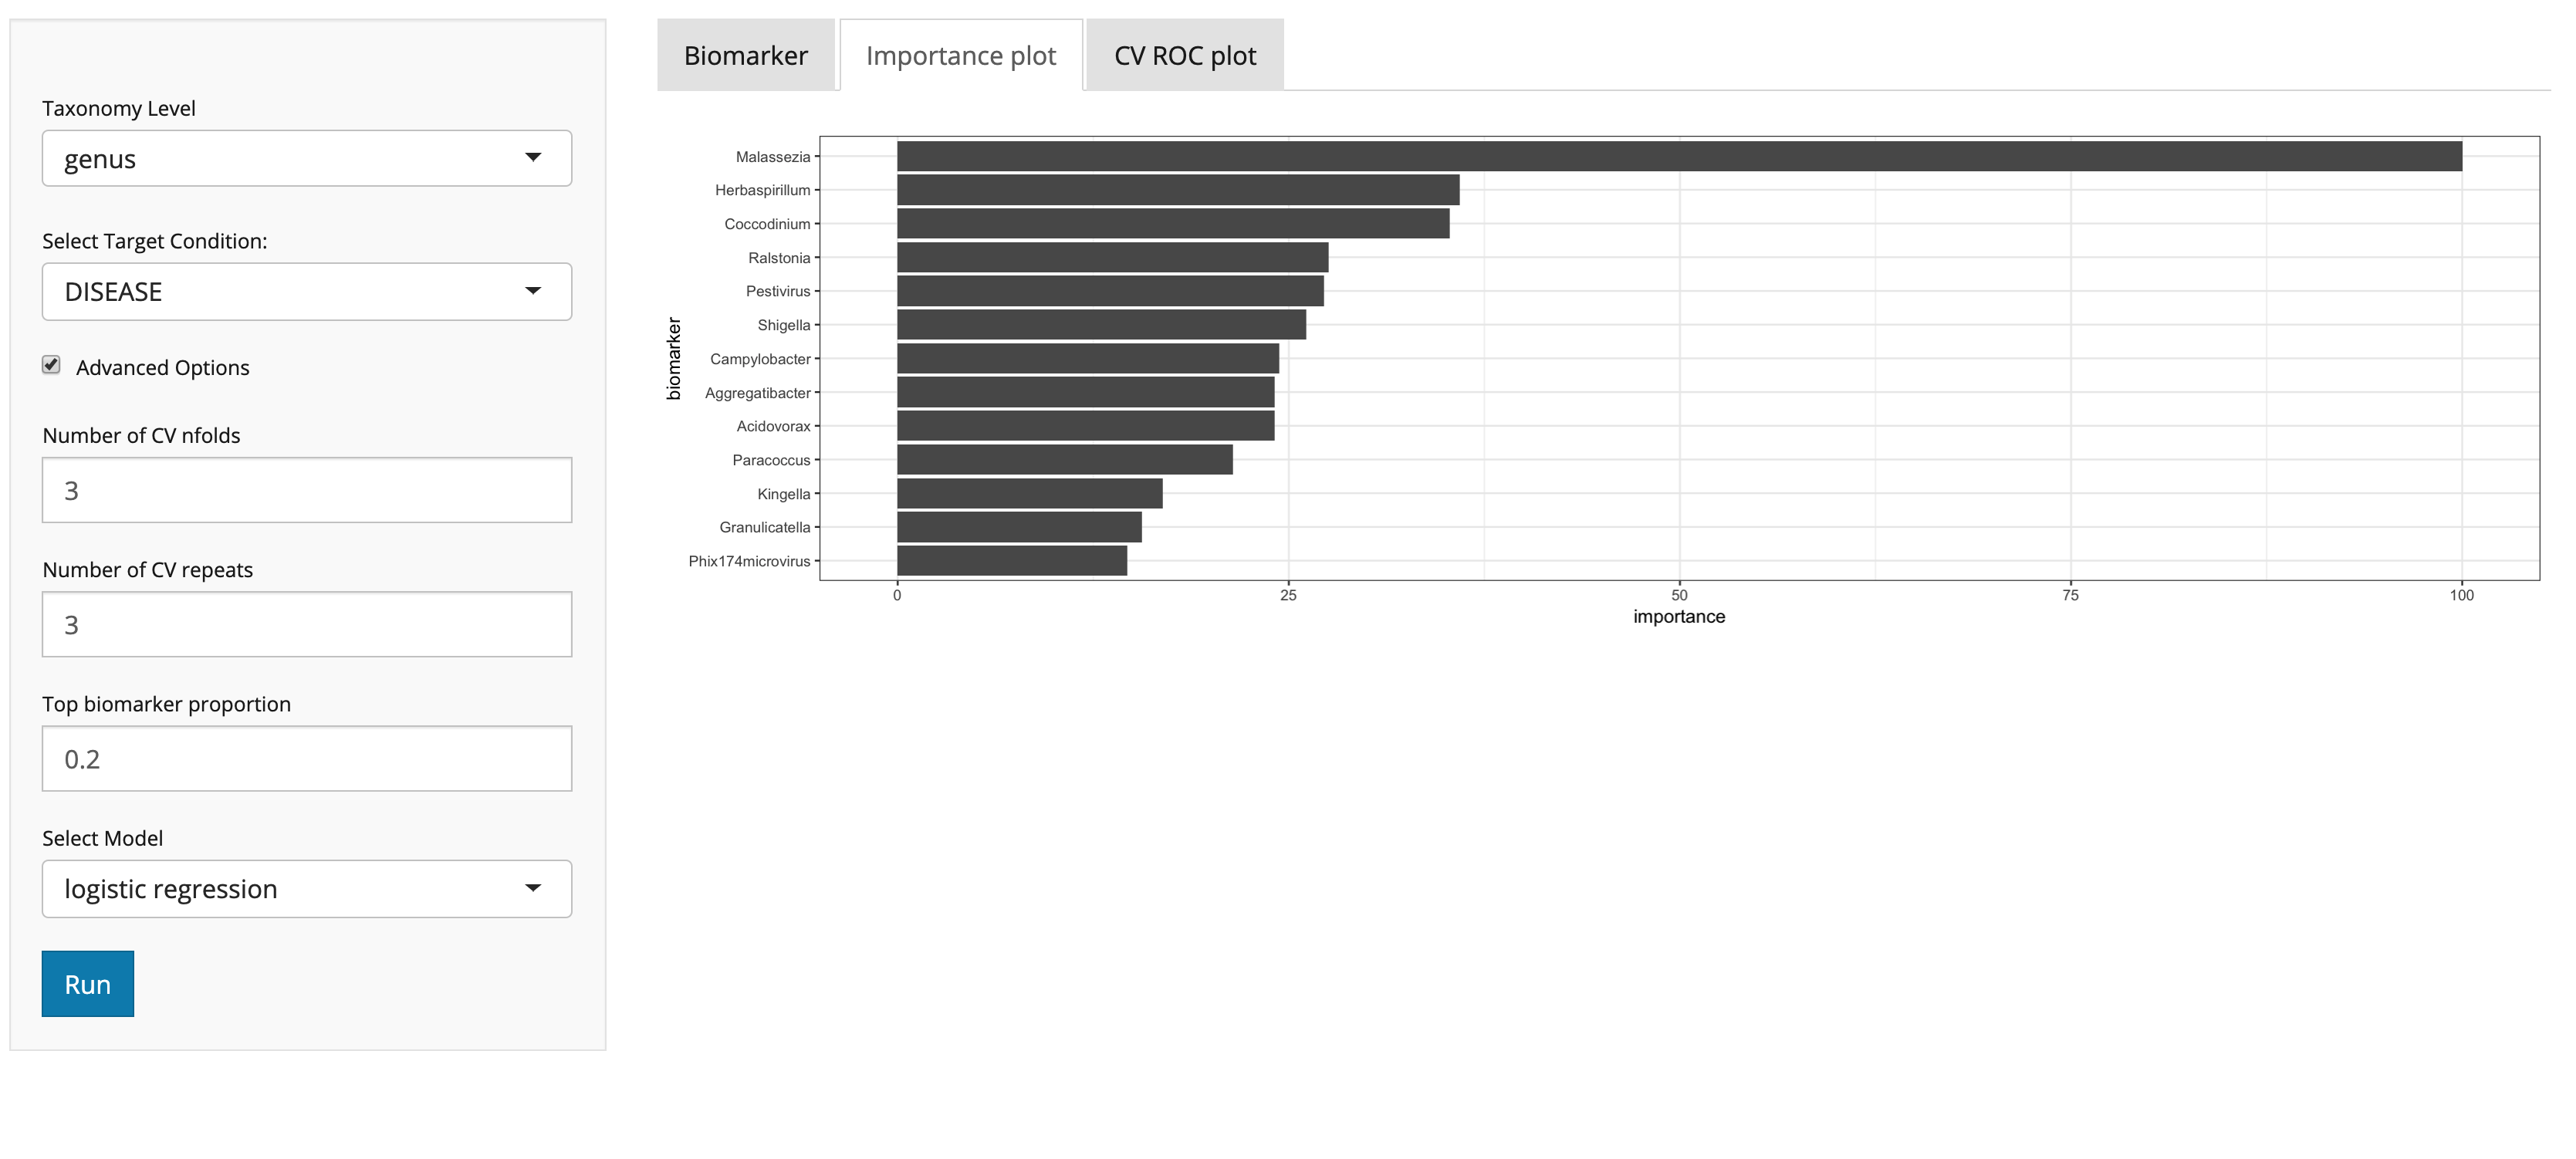 Taxonomy Level
genus
Select Target Condition:
DISEASE
Advanced Options
Number of CV nfolds
3
Number of CV repeats
3
Top biomarker proportion
0.2
Select Model
logistic regression
Run
Biomarker
Importance plot
CV ROC plot
biomarker
Malassezia
Herbaspirillum
Coccodinium
Ralstonia
Pestivirus
Shigella
Campylobacter
Aggregatibacter
Acidovorax
Paracoccus
Kingella
Granulicatella
Phix174microvirus
0 25 50 75 100
importance